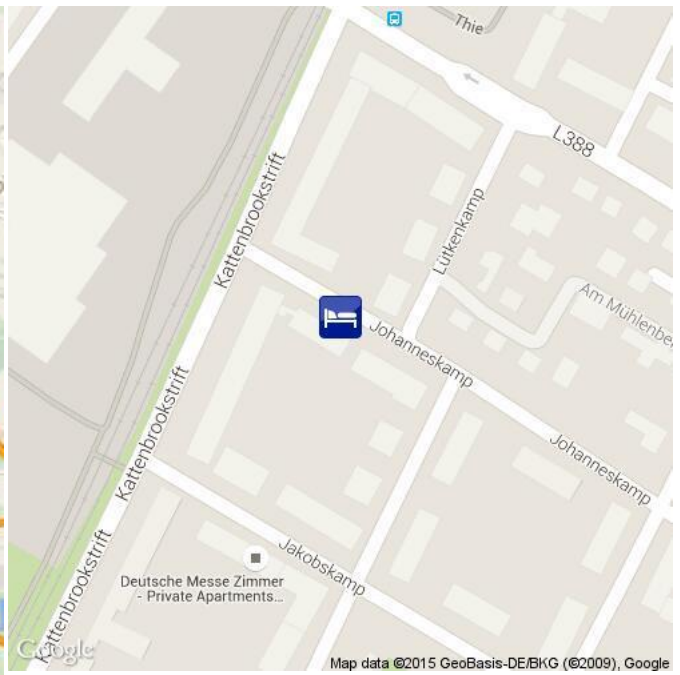 Thie
L388
Kattenbrookstrift
Lütkenkamp
Am Mühlenber
Johanneskamp
Johanneskamp
Kattenbrookstrift
Jakobskamp
Deutsche Messe Zimmer
- Private Apartments...
Kattenbrookstrift
Google
Map data ©2015 GeoBasis-DE/BKG (©2009), Google